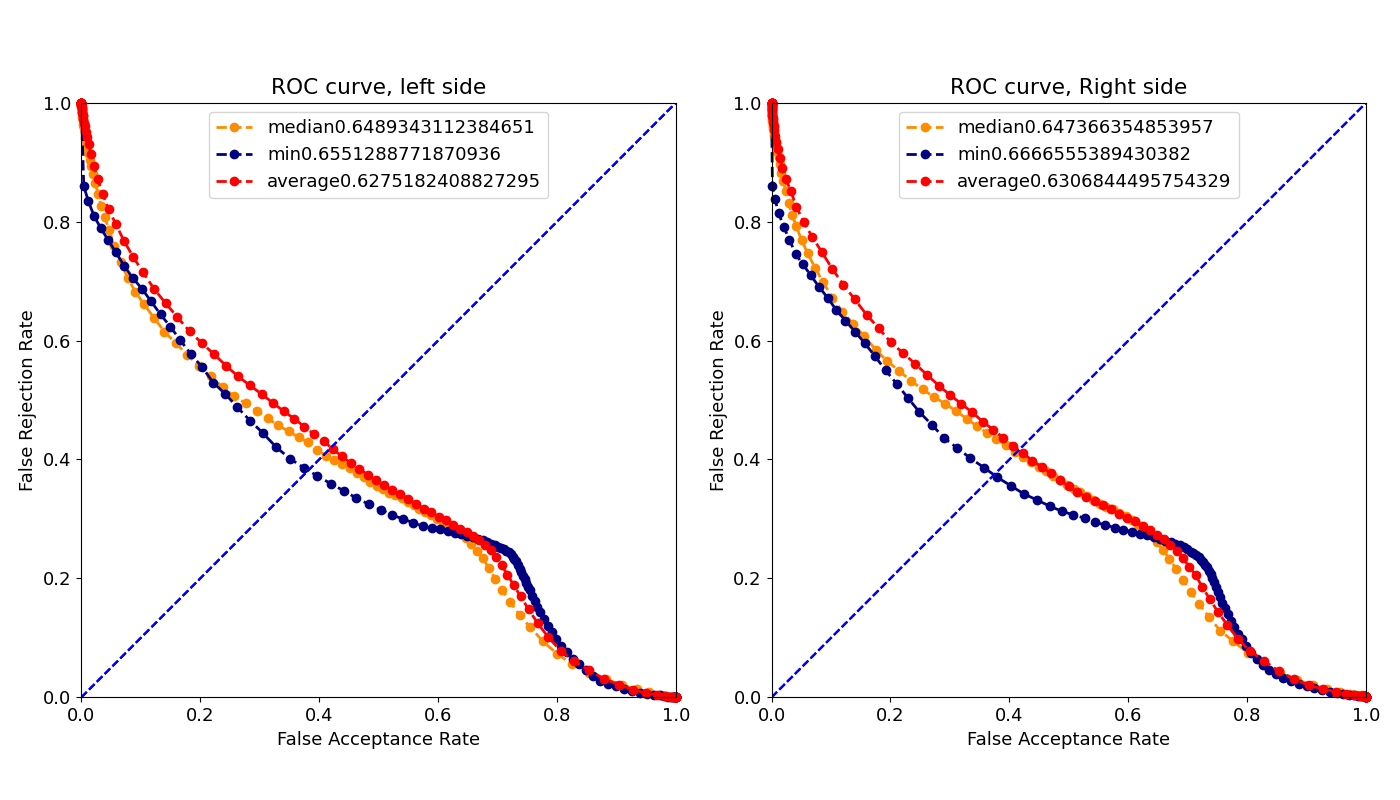 ROC curve, left side
median0.6489343112384651
min0.6551288771870936
average0.6275182408827295
1.0
0.8
0.6
0.4
0.2
0.0
False Rejection Rate
0.0 0.2 0.4 0.6 0.8 1.0
False Acceptance Rate
ROC curve, Right side
median0.647366354853957
min0.6666555389430382
average0.6306844495754329
1.0
0.8
0.6
0.4
0.2
0.0
False Rejection Rate
0.0 0.2 0.4 0.6 0.8 1.0
False Acceptance Rate